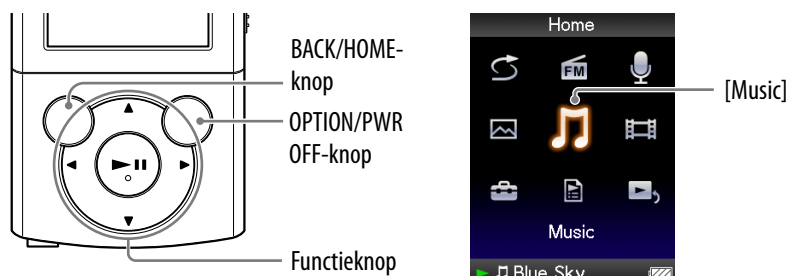 BACK/HOME-
knop
OPTION/PWR
OFF-knop
Functieknop
Home
FM
[Music]
Music
Blue Sky